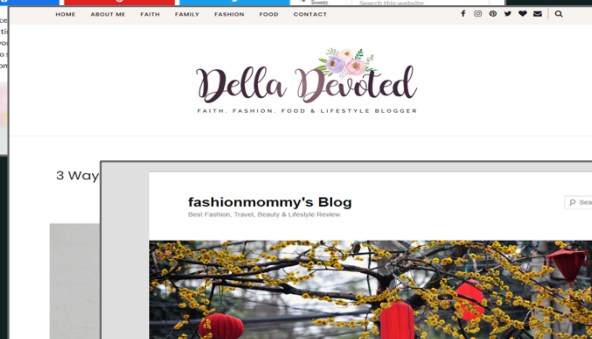 Search this website
HOME ABOUT ME FAITH FAMILY FASHION FOOD CONTACT
Della Devoted
FAITH, FASHION, FOOD & LIFESTYLE BLOGGER
3 Way
fashionmommy's Blog
Best Fashion, Travel, Beauty & Lifestyle Review
Sea